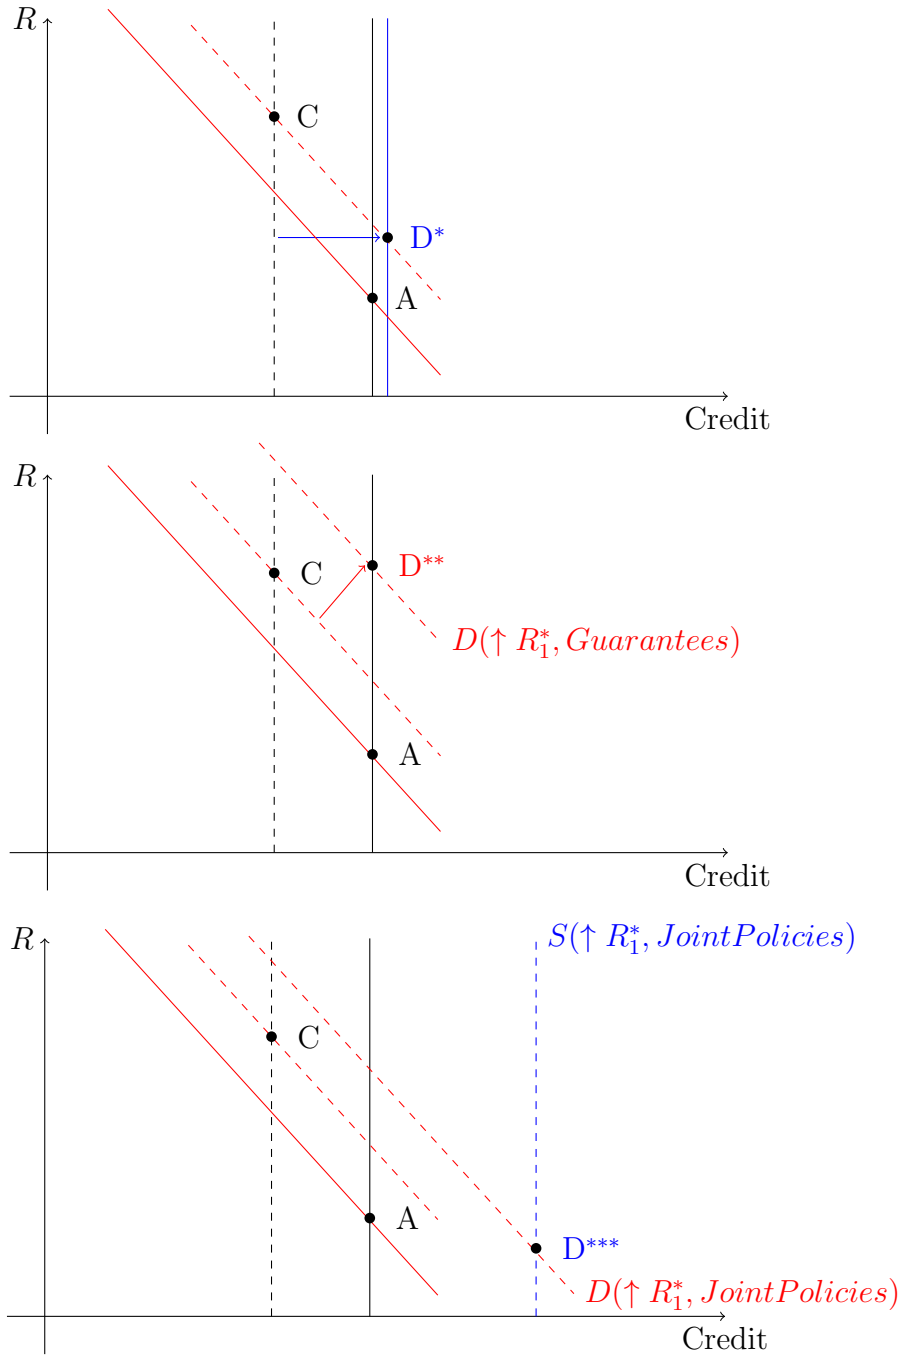 R
C
D*
A
Credit
R
D**
C
D(↑ R₁*, Guarantees)
A
Credit
R
S(↑ R₁*, JointPolicies)
C
A
D***
D(↑ R₁*, JointPolicies)
Credit